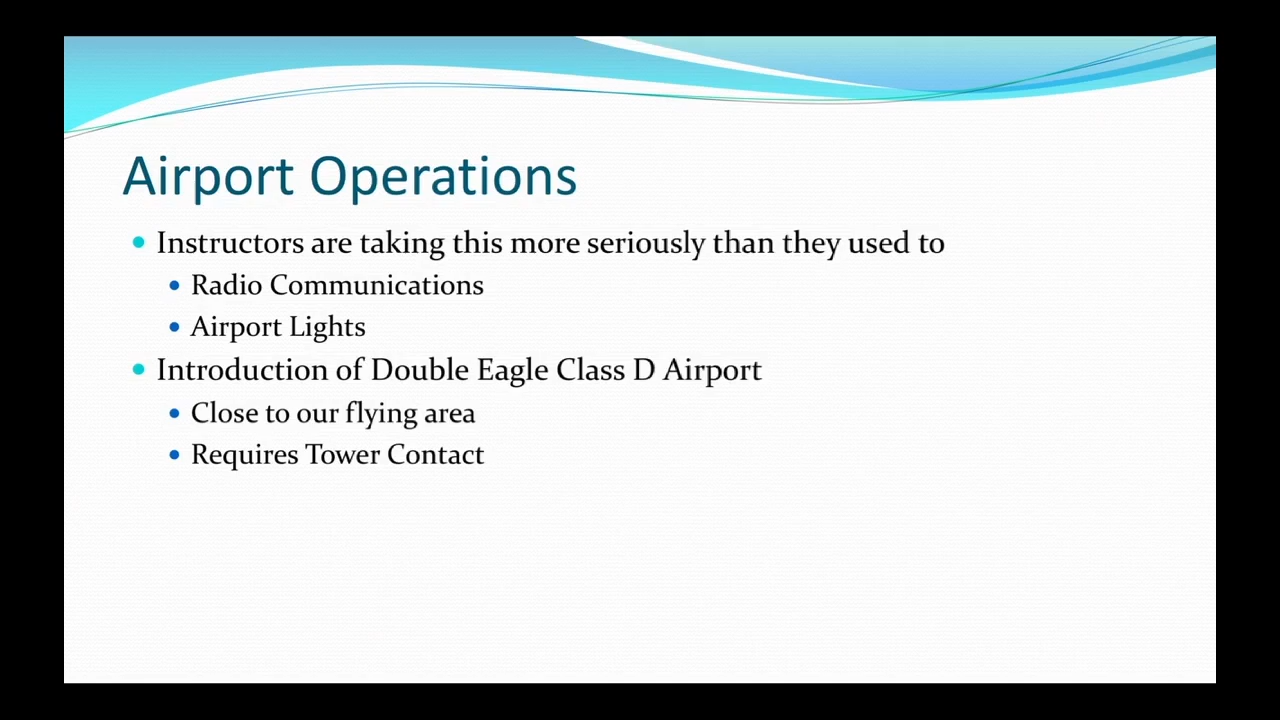 Airport Operations
Instructors are taking this more seriously than they used to
Radio Communications
Airport Lights
Introduction of Double Eagle Class D Airport
Close to our flying area
Requires Tower Contact